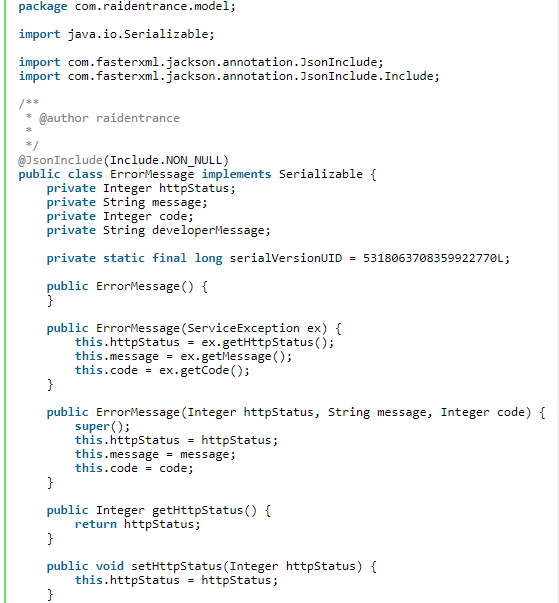 package com.raidentrance.model;

import java.io.Serializable;

import com.fasterxml.jackson.annotation.JsonInclude;
import com.fasterxml.jackson.annotation.JsonInclude.Include;

/**
 * @author raidentrance
 *
 */
@JsonInclude(Include.NON_NULL)
public class ErrorMessage implements Serializable {
    private Integer httpStatus;
    private String message;
    private Integer code;
    private String developerMessage;

    private static final long serialVersionUID = 5318063708359922770L;

    public ErrorMessage() {
    }

    public ErrorMessage(ServiceException ex) {
        this.httpStatus = ex.getHttpStatus();
        this.message = ex.getMessage();
        this.code = ex.getCode();
    }

    public ErrorMessage(Integer httpStatus, String message, Integer code) {
        super();
        this.httpStatus = httpStatus;
        this.message = message;
        this.code = code;
    }

    public Integer getHttpStatus() {
        return httpStatus;
    }

    public void setHttpStatus(Integer httpStatus) {
        this.httpStatus = httpStatus;
    }